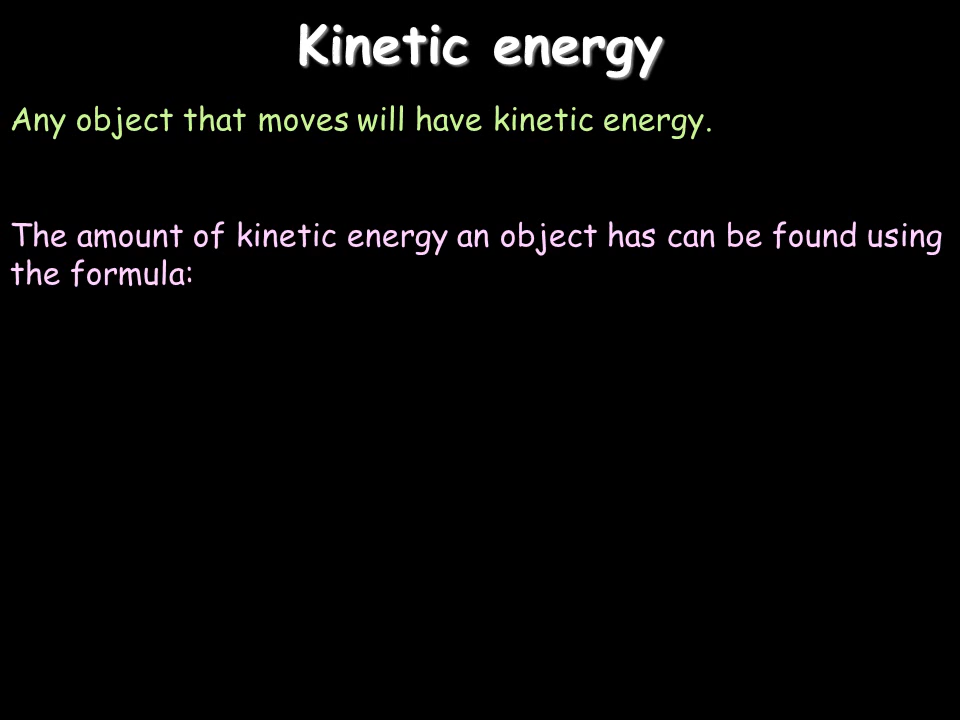 Kinetic energy
Any object that moves will have kinetic energy.
The amount of kinetic energy an object has can be found using
the formula: